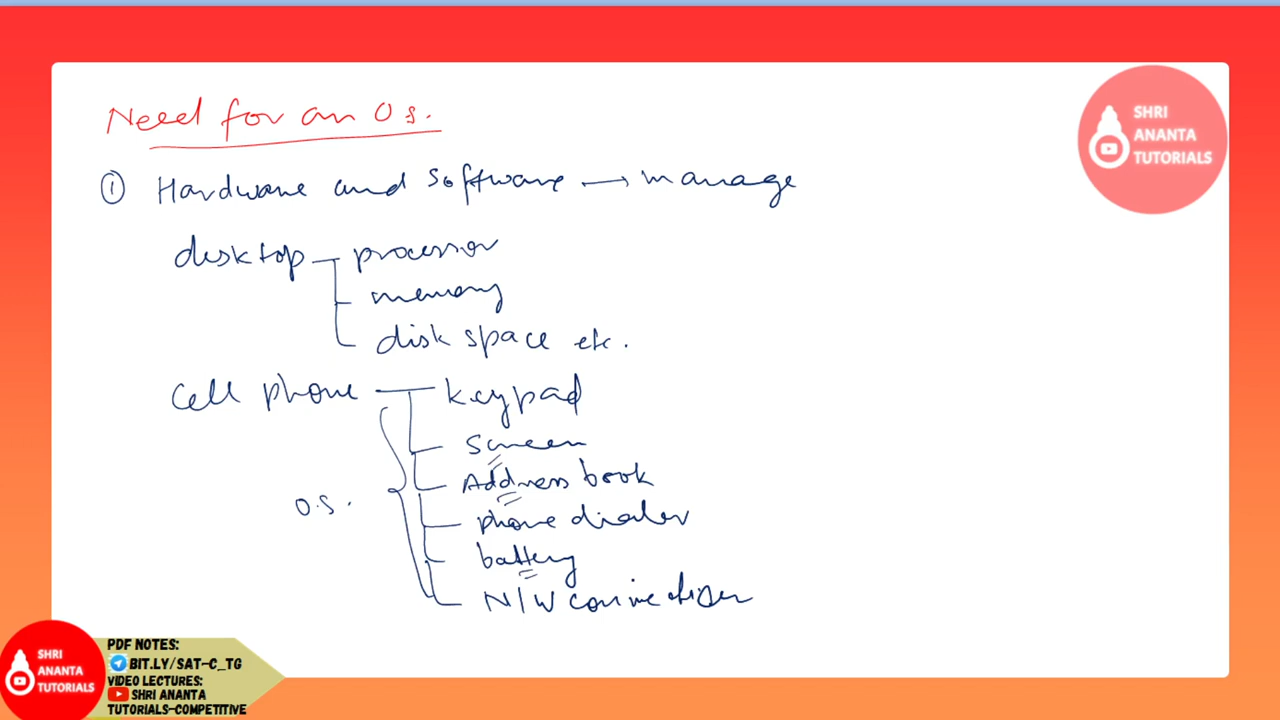 Need for an Os.
① Hardware and software → manage
desktop processor
memory
disk space etc.
Cell phone keypad
screen
Address book
phone dialer
battery
N/W connection
O.S.
SHRI
ANANTA
TUTORIALS
SHRI
ANANTA
TUTORIALS
PDF NOTES:
BIT.LY/SAT-C_TG
VIDEO LECTURES:
SHRI ANANTA
TUTORIALS-COMPETITIVE